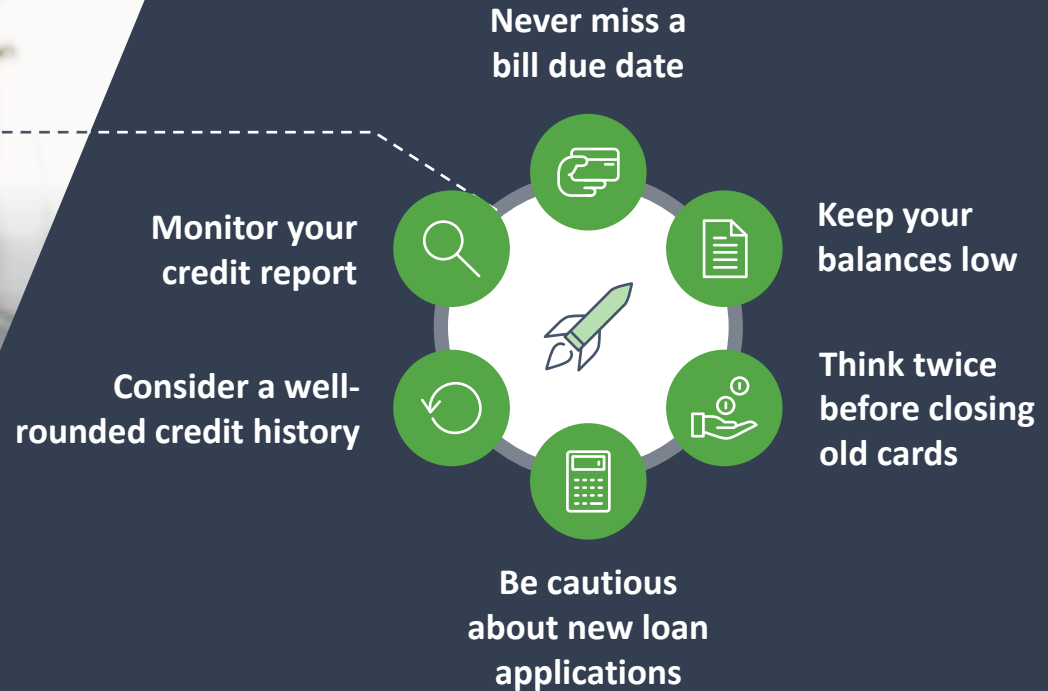 Never miss a
bill due date
Keep your
balances low
Think twice
before closing
old cards
Be cautious
about new loan
applications
Consider a well-
rounded credit history
Monitor your
credit report